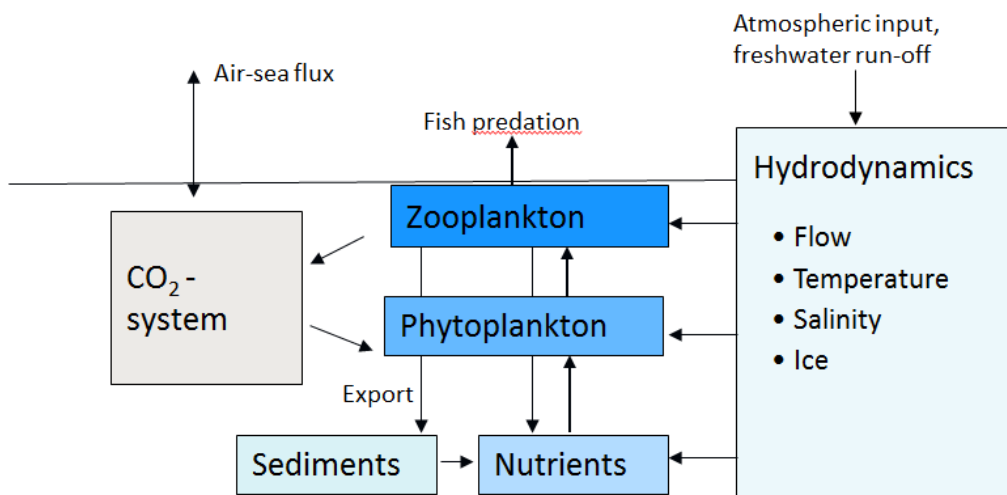 Atmospheric input,
freshwater run-off
Air-sea flux
Fish predation
Hydrodynamics
• Flow
• Temperature
• Salinity
• Ice
Zooplankton
CO₂ -
system
Phytoplankton
Export
Sediments
Nutrients